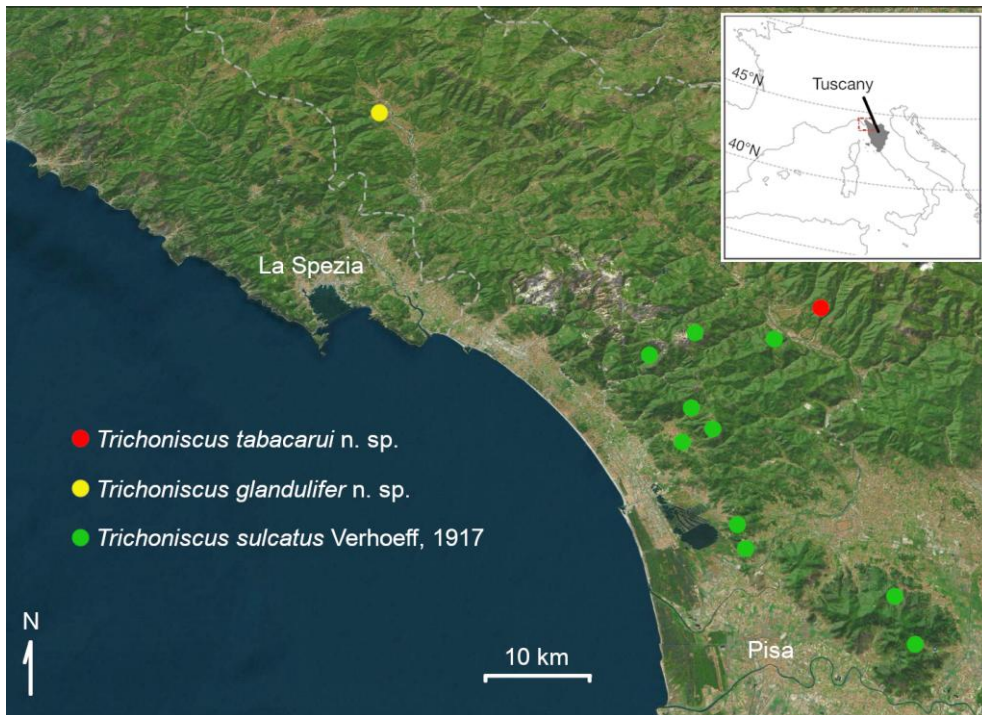 45°N
Tuscany
40°N
La Spezia
Trichoniscus tabacarui n. sp.
Trichoniscus glandulifer n. sp.
Trichoniscus sulcatus Verhoeff, 1917
N
10 km
Pisa